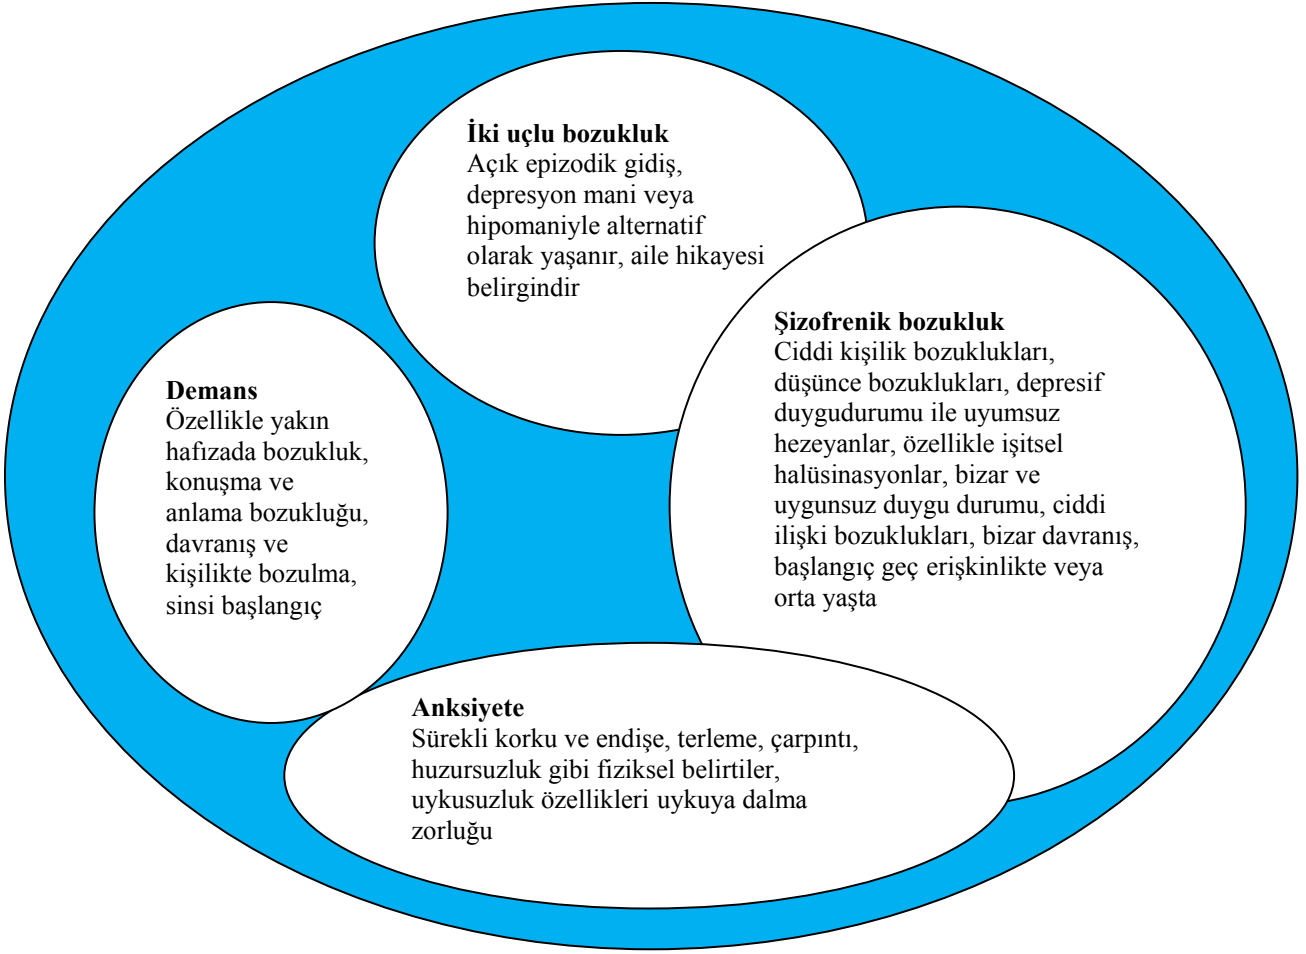 İki uçlu bozukluk
Açık epizodik gidiş,
depresyon mani veya
hipomaniyle alternatif
olarak yaşanır, aile hikayesi
belirgindir
Şizofrenik bozukluk
Ciddi kişilik bozuklukları,
düşünce bozuklukları, depresif
duygudurumu ile uyumsuz
hezeyanlar, özellikle işitsel
halüsinasyonlar, bizar ve
uygunsuz duygu durumu, ciddi
ilişki bozuklukları, bizar davranış,
başlangıç geç erişkinlikte veya
orta yaşta
Demans
Özellikle yakın
hafızada bozukluk,
konuşma ve
anlama bozukluğu,
davranış ve
kişilikte bozulma,
sinsi başlangıç
Anksiyete
Sürekli korku ve endişe, terleme, çarpıntı,
huzursuzluk gibi fiziksel belirtiler,
uykusuzluk özellikleri uykuya dalma
zorluğu